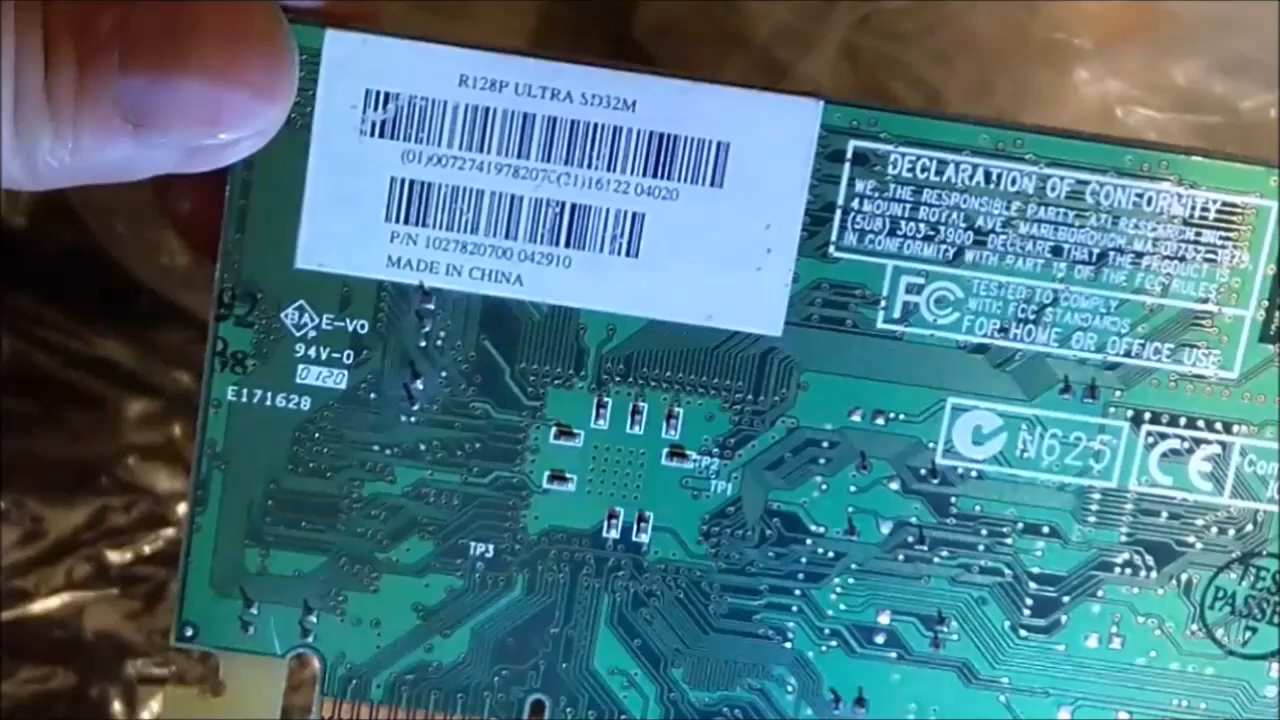 R128P ULTRA SD32M
(01)00727419782070(21)16122 04020
P/N 1027820700 042910
MADE IN CHINA
DECLARATION OF CONFORMITY
WE, THE RESPONSIBLE PARTY, ATI RESEARCH INC.
4 MOUNT ROYAL AVE, MARLBOROUGH, MA 01752-1973,
(508) 303-3900 DECLARE THAT THE PRODUCT IS
IN CONFORMITY WITH PART 15 OF THE FCC RULES
FC TESTED TO COMPLY
WITH FCC STANDARDS
FOR HOME OR OFFICE USE
BA E-V0
P
94V-0
0120
E171628
N625
CE
TP2
TP1
TP3